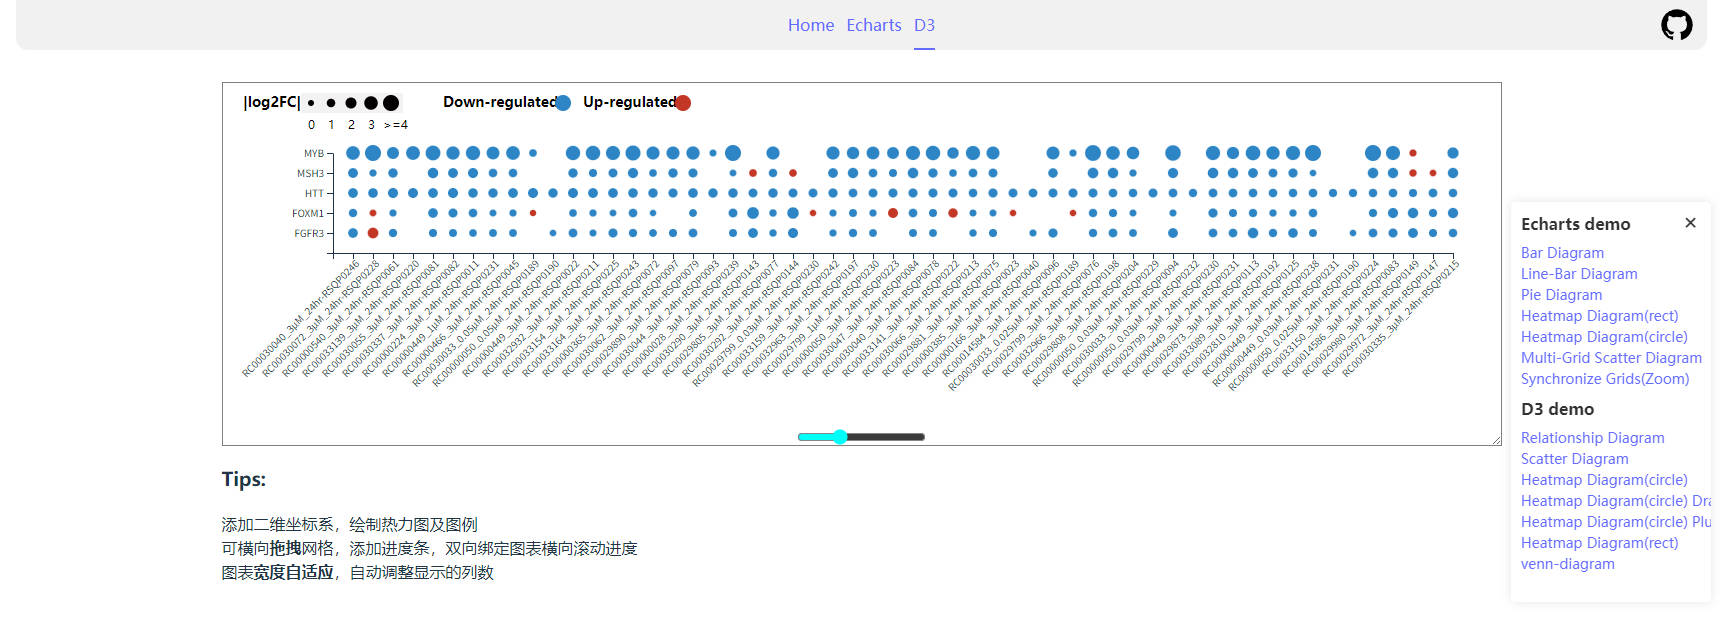 Home Echarts D3
|log2FC| Down-regulated Up-regulated
0 1 2 3 >=4
MYB
MSH3
HTT
FOXM1
FGFR3
RC00030040_3μM_24hr-RSQP0246
RC00030072_3μM_24hr-RSQP0228
RC00000540_3μM_24hr-RSQP0061
RC00033139_3μM_24hr-RSQP0220
RC00030055_3μM_24hr-RSQP0081
RC00030337_3μM_24hr-RSQP0082
RC00000224_3μM_24hr-RSQP0011
RC00000449_1μM_24hr-RSQP0231
RC00000466_3μM_24hr-RSQP0045
RC00030033_0.05μM_24hr-RSQP0189
RC00000050_0.05μM_24hr-RSQP0190
RC00000449_3μM_24hr-RSQP0022
RC00032932_3μM_24hr-RSQP0211
RC00033154_3μM_24hr-RSQP0225
RC00033164_3μM_24hr-RSQP0243
RC00000365_3μM_24hr-RSQP0072
RC00030062_3μM_24hr-RSQP0097
RC00029890_3μM_24hr-RSQP0079
RC00030044_3μM_24hr-RSQP0093
RC00000028_3μM_24hr-RSQP0239
RC00030290_3μM_24hr-RSQP0143
RC00029805_3μM_24hr-RSQP0077
RC00030292_3μM_24hr-RSQP0144
RC00029799_0.03μM_24hr-RSQP0230
RC00033159_3μM_24hr-RSQP0242
RC00032963_3μM_24hr-RSQP0197
RC00029799_1μM_24hr-RSQP0230
RC00000050_3μM_24hr-RSQP0223
RC00030047_3μM_24hr-RSQP0084
RC00030040_3μM_24hr-RSQP0078
RC00033141_3μM_24hr-RSQP0222
RC00030066_3μM_24hr-RSQP0213
RC00029881_3μM_24hr-RSQP0075
RC00000385_3μM_24hr-RSQP0023
RC00000166_3μM_24hr-RSQP0040
RC00014584_3μM_24hr-RSQP0096
RC00030033_0.025μM_24hr-RSQP0189
RC00029799_3μM_24hr-RSQP0076
RC00032966_3μM_24hr-RSQP0198
RC00029808_3μM_24hr-RSQP0204
RC00000050_0.03μM_24hr-RSQP0229
RC00030033_3μM_24hr-RSQP0094
RC00000050_0.03μM_24hr-RSQP0232
RC00029799_3μM_24hr-RSQP0230
RC00000449_3μM_24hr-RSQP0231
RC00029873_3μM_24hr-RSQP0113
RC00033089_3μM_24hr-RSQP0192
RC00032810_3μM_24hr-RSQP0125
RC00000449_3μM_24hr-RSQP0238
RC00000449_0.03μM_24hr-RSQP0231
RC00000050_0.025μM_24hr-RSQP0190
RC00033150_3μM_24hr-RSQP0224
RC00014586_3μM_24hr-RSQP0083
RC00029980_3μM_24hr-RSQP0149
RC00029972_3μM_24hr-RSQP0147
RC00030335_3μM_24hr-RSQP0215
Tips:
添加二维坐标系，绘制热力图及图例
可横向拖拽网格，添加进度条，双向绑定图表横向滚动进度
图表宽度自适应，自动调整显示的列数
Echarts demo
Bar Diagram
Line-Bar Diagram
Pie Diagram
Heatmap Diagram(rect)
Heatmap Diagram(circle)
Multi-Grid Scatter Diagram
Synchronize Grids(Zoom)
D3 demo
Relationship Diagram
Scatter Diagram
Heatmap Diagram(circle)
Heatmap Diagram(circle) Dra
Heatmap Diagram(circle) Plu
Heatmap Diagram(rect)
venn-diagram